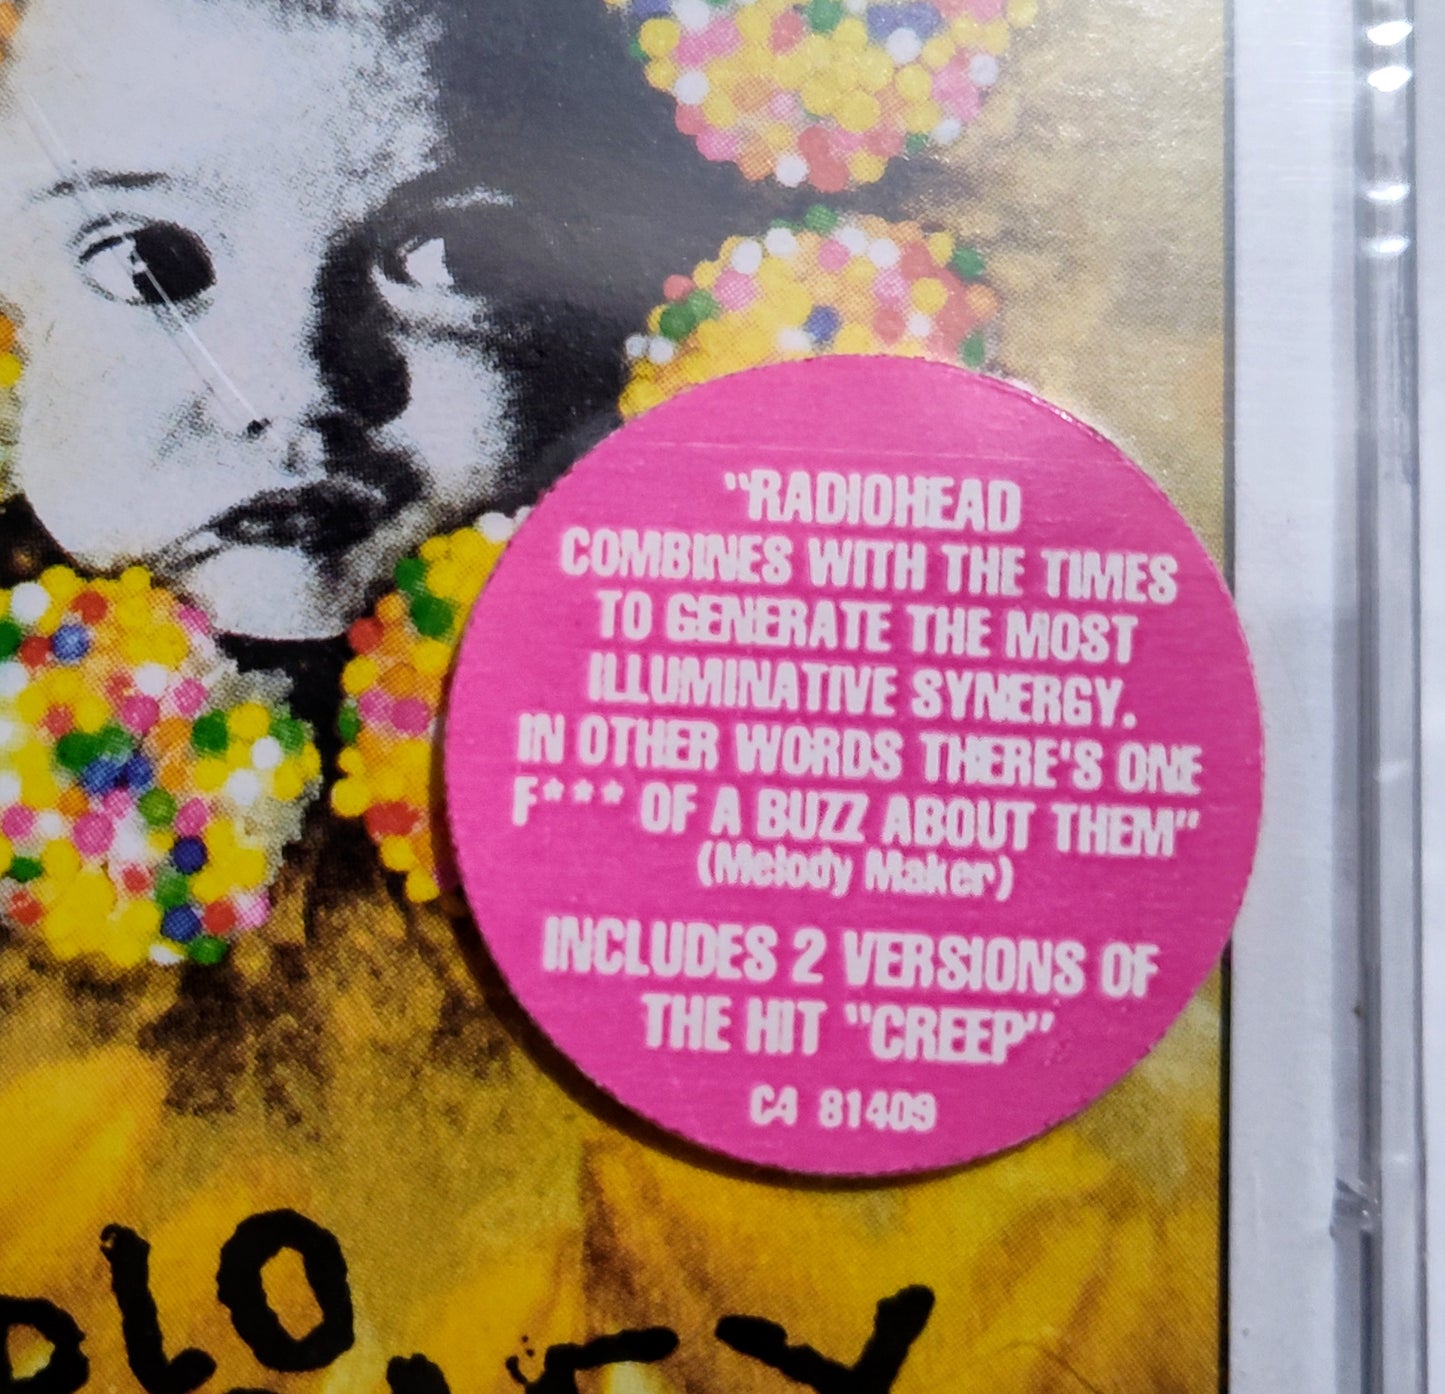 "RADIOHEAD
COMBINES WITH THE TIMES
TO GENERATE THE MOST
ILLUMINATIVE SYNERGY.
IN OTHER WORDS THERE'S ONE
F*** OF A BUZZ ABOUT THEM"
(Melody Maker)
INCLUDES 2 VERSIONS OF
THE HIT "CREEP"
C4 81409